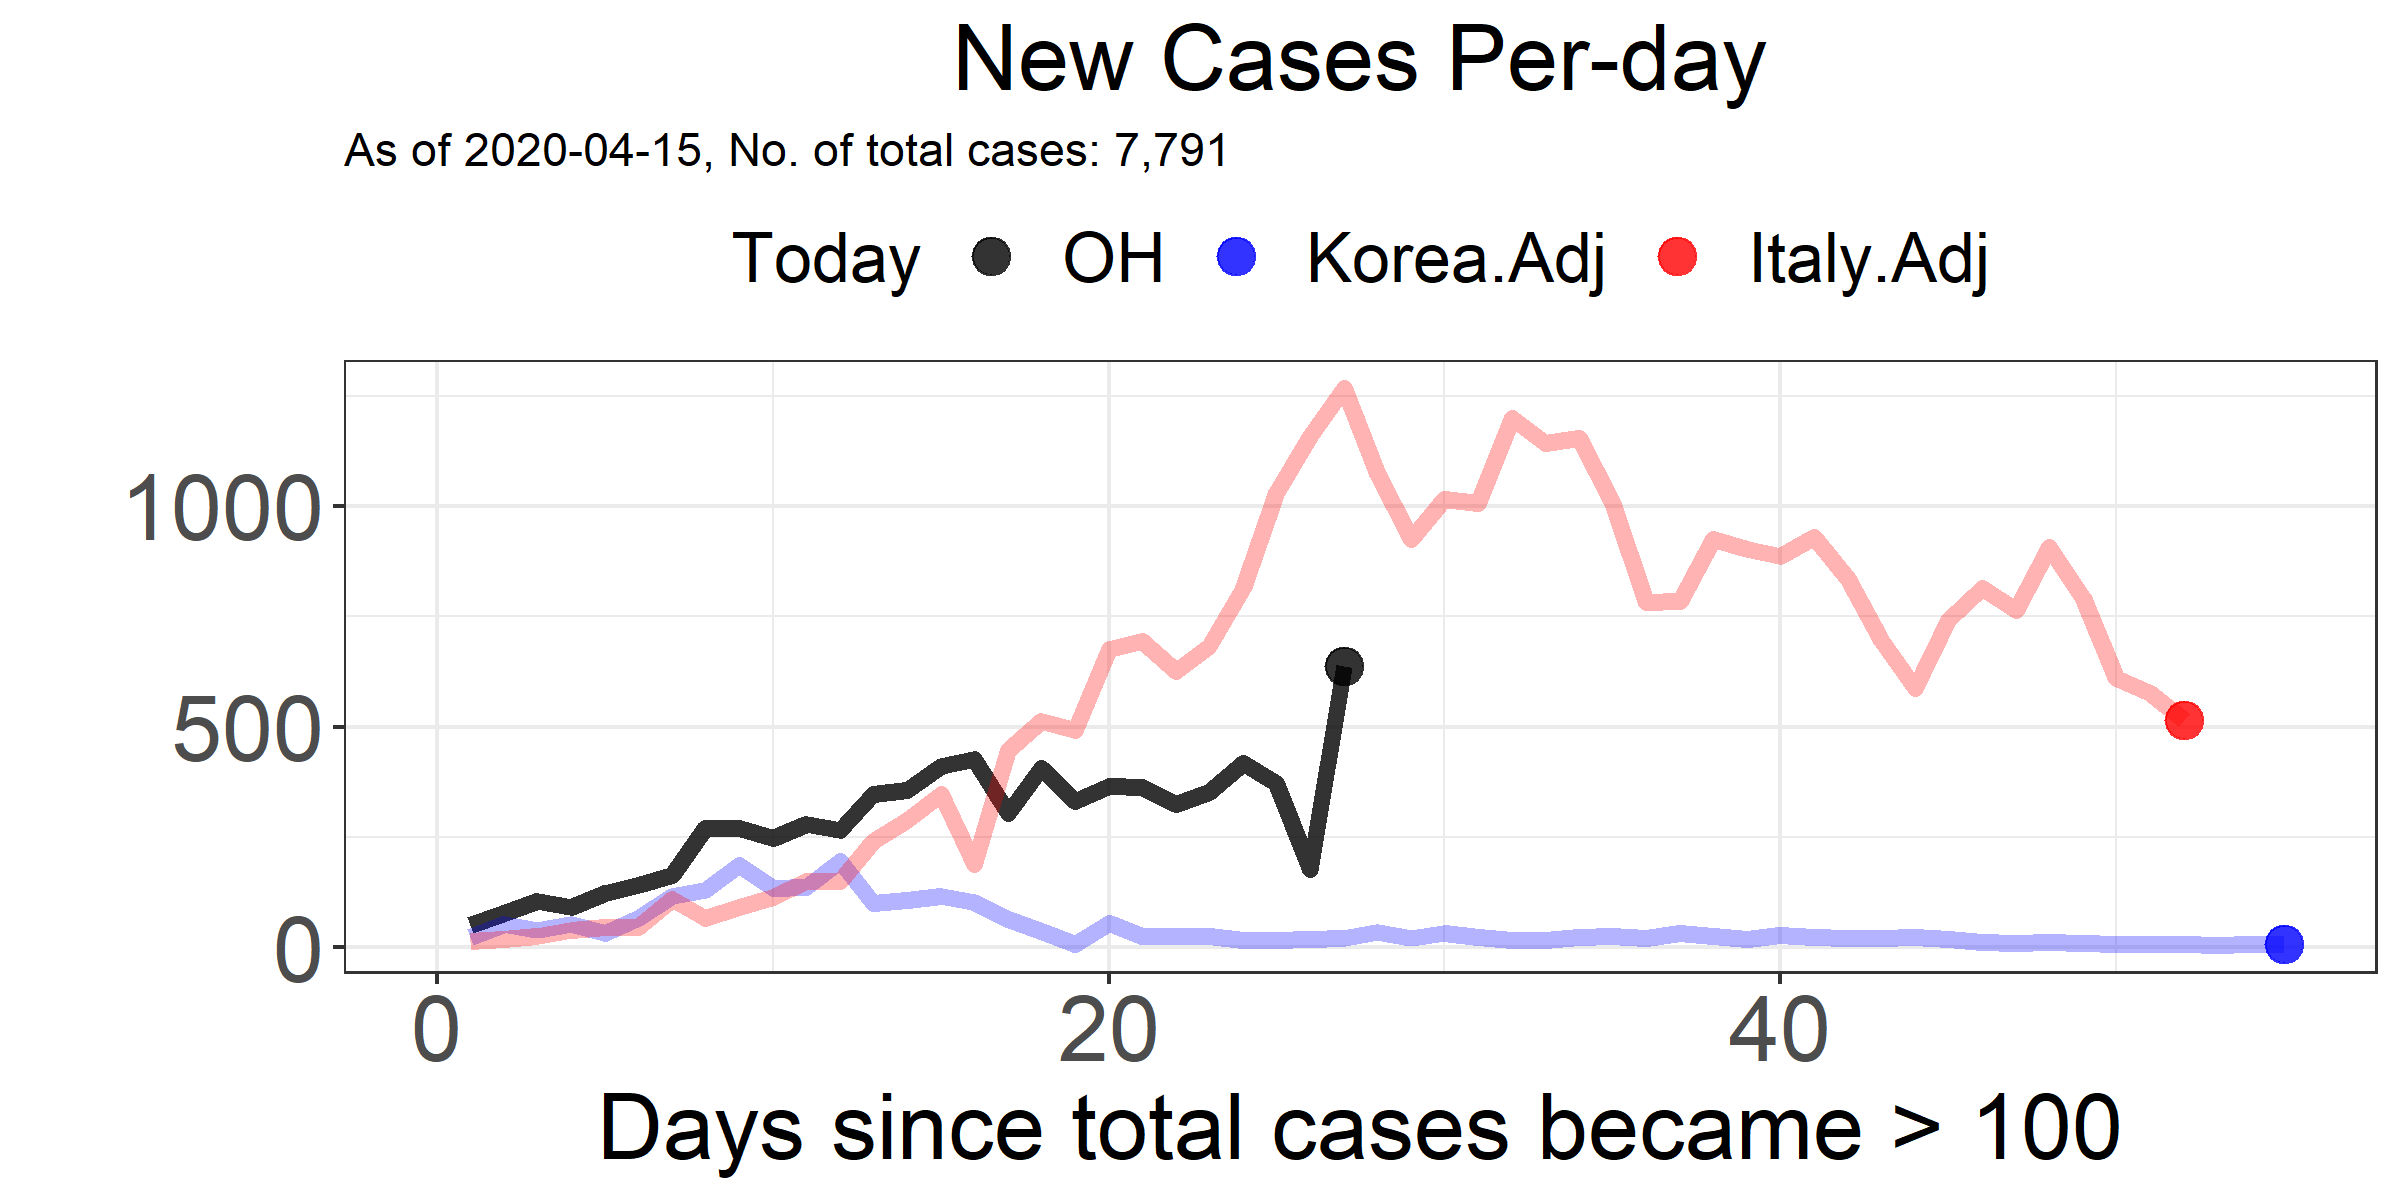 New Cases Per-day
As of 2020-04-15, No. of total cases: 7,791
Today OH Korea.Adj Italy.Adj
1000
500
0
0 20 40
Days since total cases became > 100